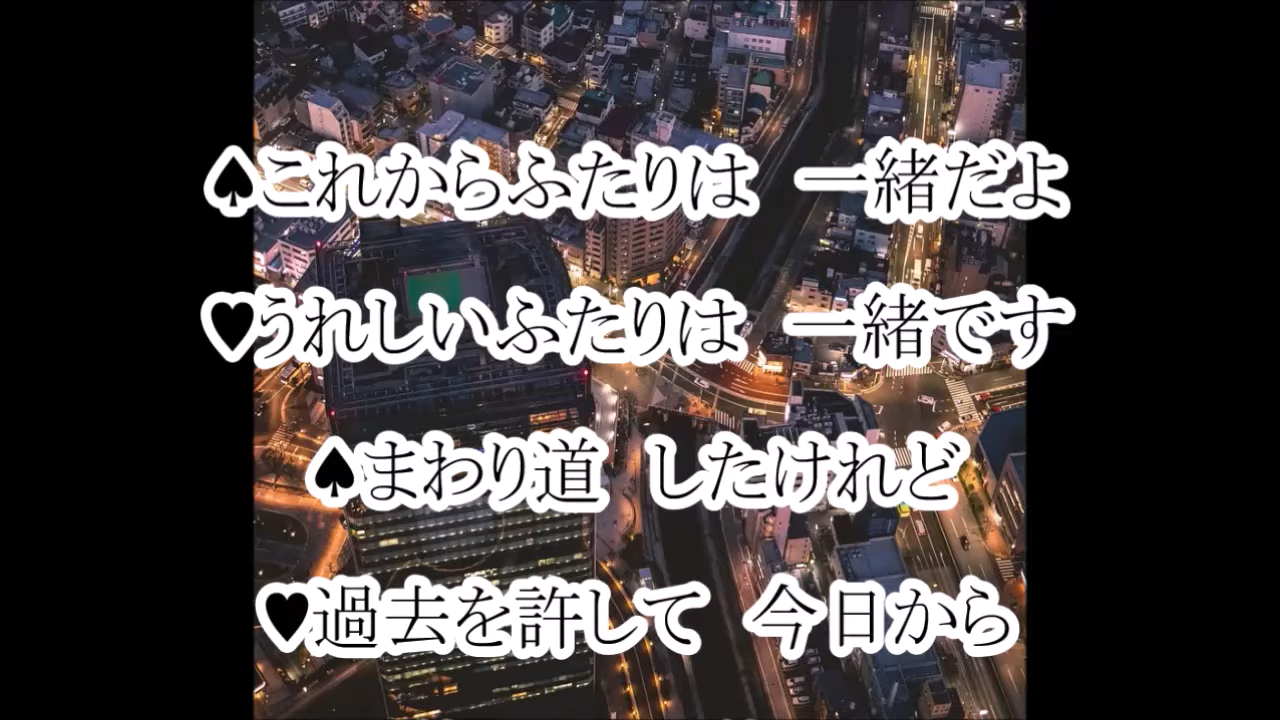 ♠これからふたりは 一緒だよ
♥うれしいふたりは 一緒です
♠まわり道 したけれど
♥過去を許して 今日から